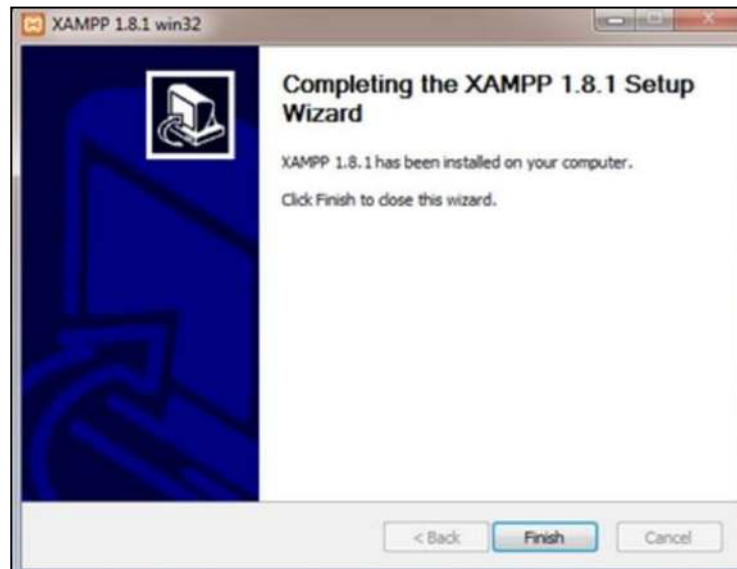 XAMPP 1.8.1 win32
Completing the XAMPP 1.8.1 Setup
Wizard
XAMPP 1.8.1 has been installed on your computer.
Click Finish to close this wizard.
< Back Finish Cancel